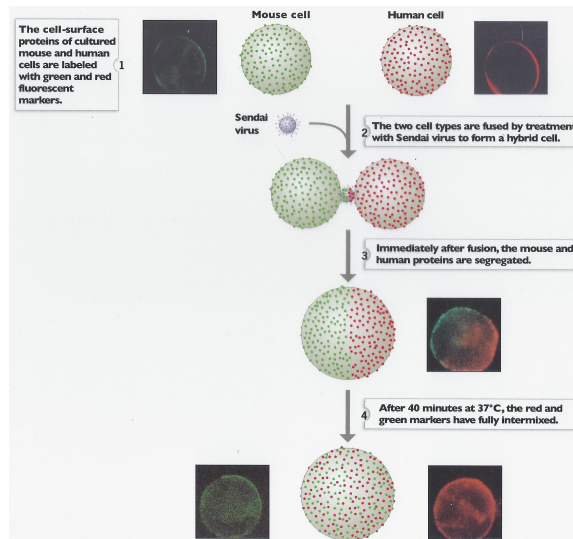 Mouse cell
Human cell
The cell-surface
proteins of cultured
mouse and human
cells are labeled
with green and red
fluorescent
markers.
1
Sendai
virus
2
The two cell types are fused by treatment
with Sendai virus to form a hybrid cell.
3
Immediately after fusion, the mouse and
human proteins are segregated.
4
After 40 minutes at 37°C, the red and
green markers have fully intermixed.